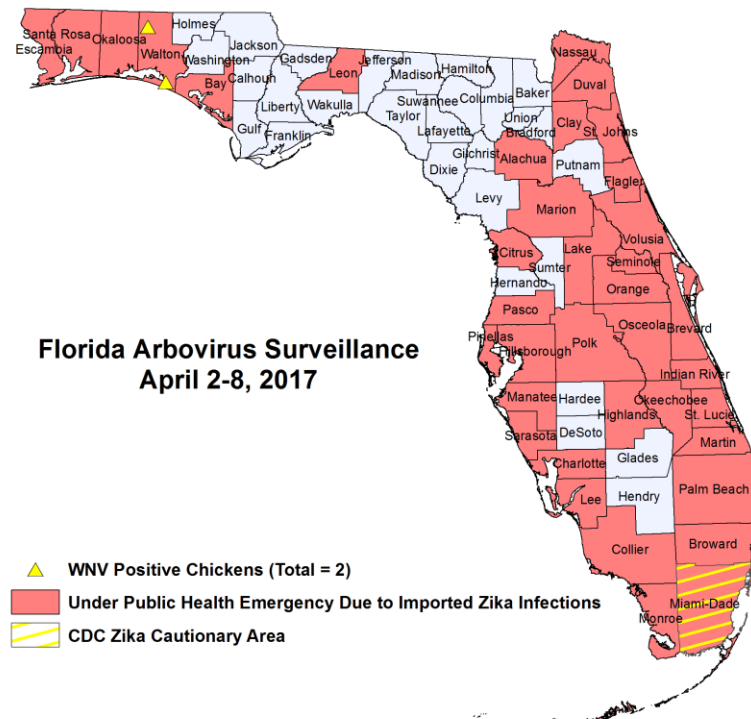 Holmes
Santa Rosa
Okaloosa
Jackson
Escambia
Walton
Washington
Gadsden
Jefferson
Nassau
Bay
Calhoun
Leon
Madison
Hamilton
Baker
Duval
Liberty
Wakulla
Suwannee
Columbia
Union
Clay
St. Johns
Taylor
Lafayette
Bradford
Gulf
Franklin
Gilchrist
Alachua
Putnam
Dixie
Flagler
Levy
Marion
Volusia
Citrus
Lake
Sumter
Seminole
Hernando
Orange
Pasco
Osceola
Brevard
Pinellas
Hillsborough
Polk
Indian River
Manatee
Hardee
Okeechobee
Highlands
St. Lucie
Sarasota
DeSoto
Martin
Charlotte
Glades
Palm Beach
Lee
Hendry
Collier
Broward
Miami-Dade
Monroe
Florida Arbovirus Surveillance
April 2-8, 2017
WNV Positive Chickens (Total = 2)
Under Public Health Emergency Due to Imported Zika Infections
CDC Zika Cautionary Area